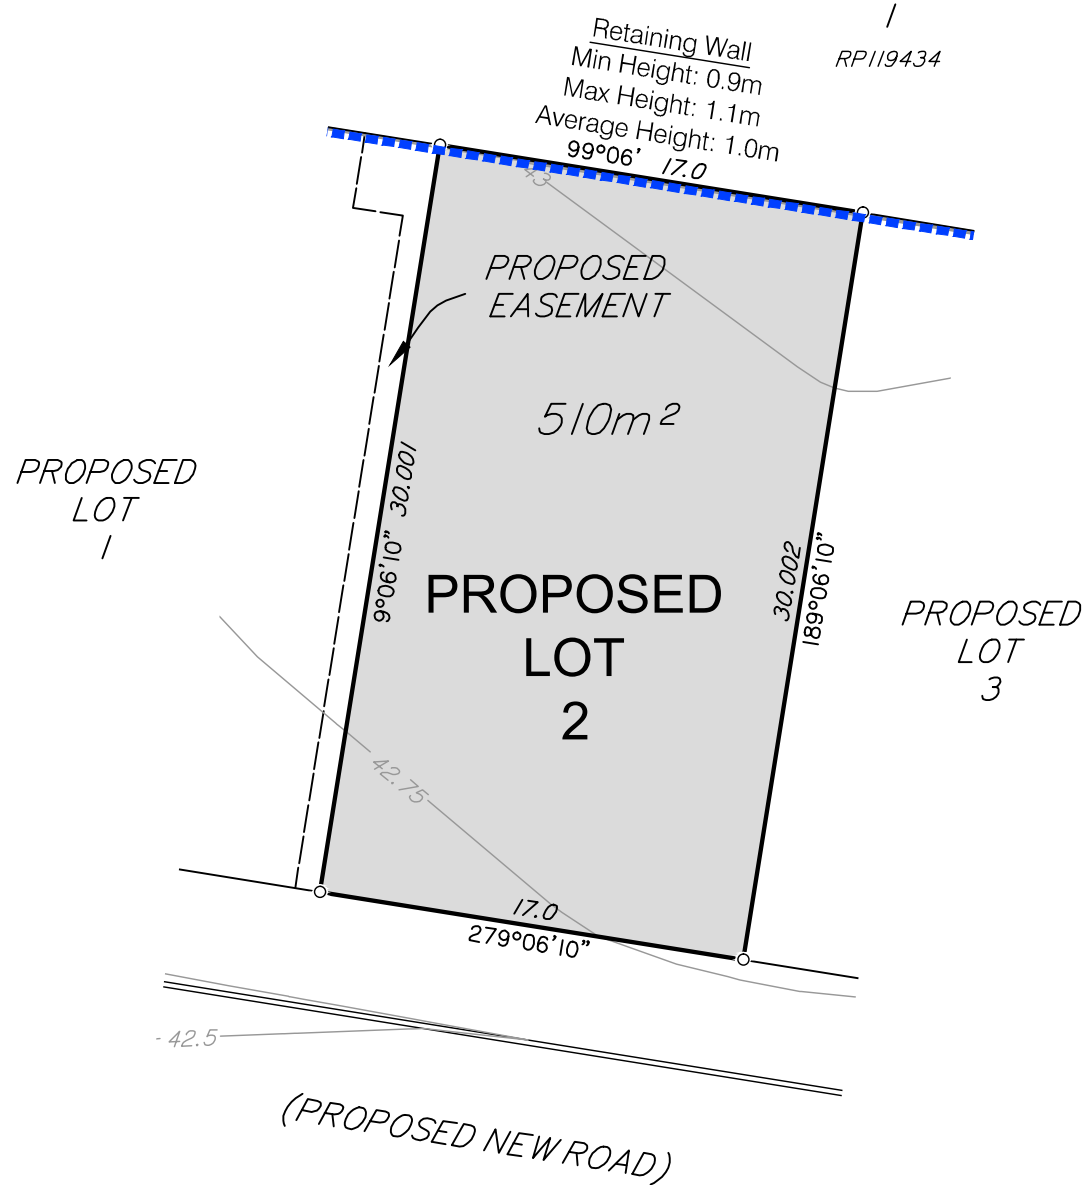 1
RP119434
Retaining Wall
Min Height: 0.9m
Max Height: 1.1m
Average Height: 1.0m
99°06' 17.0
43
PROPOSED
EASEMENT
510m²
PROPOSED
LOT
1
9°06'10" 30.001
PROPOSED
LOT
2
30.002
189°06'10"
PROPOSED
LOT
3
42.75
17.0
279°06'10"
42.5
(PROPOSED NEW ROAD)